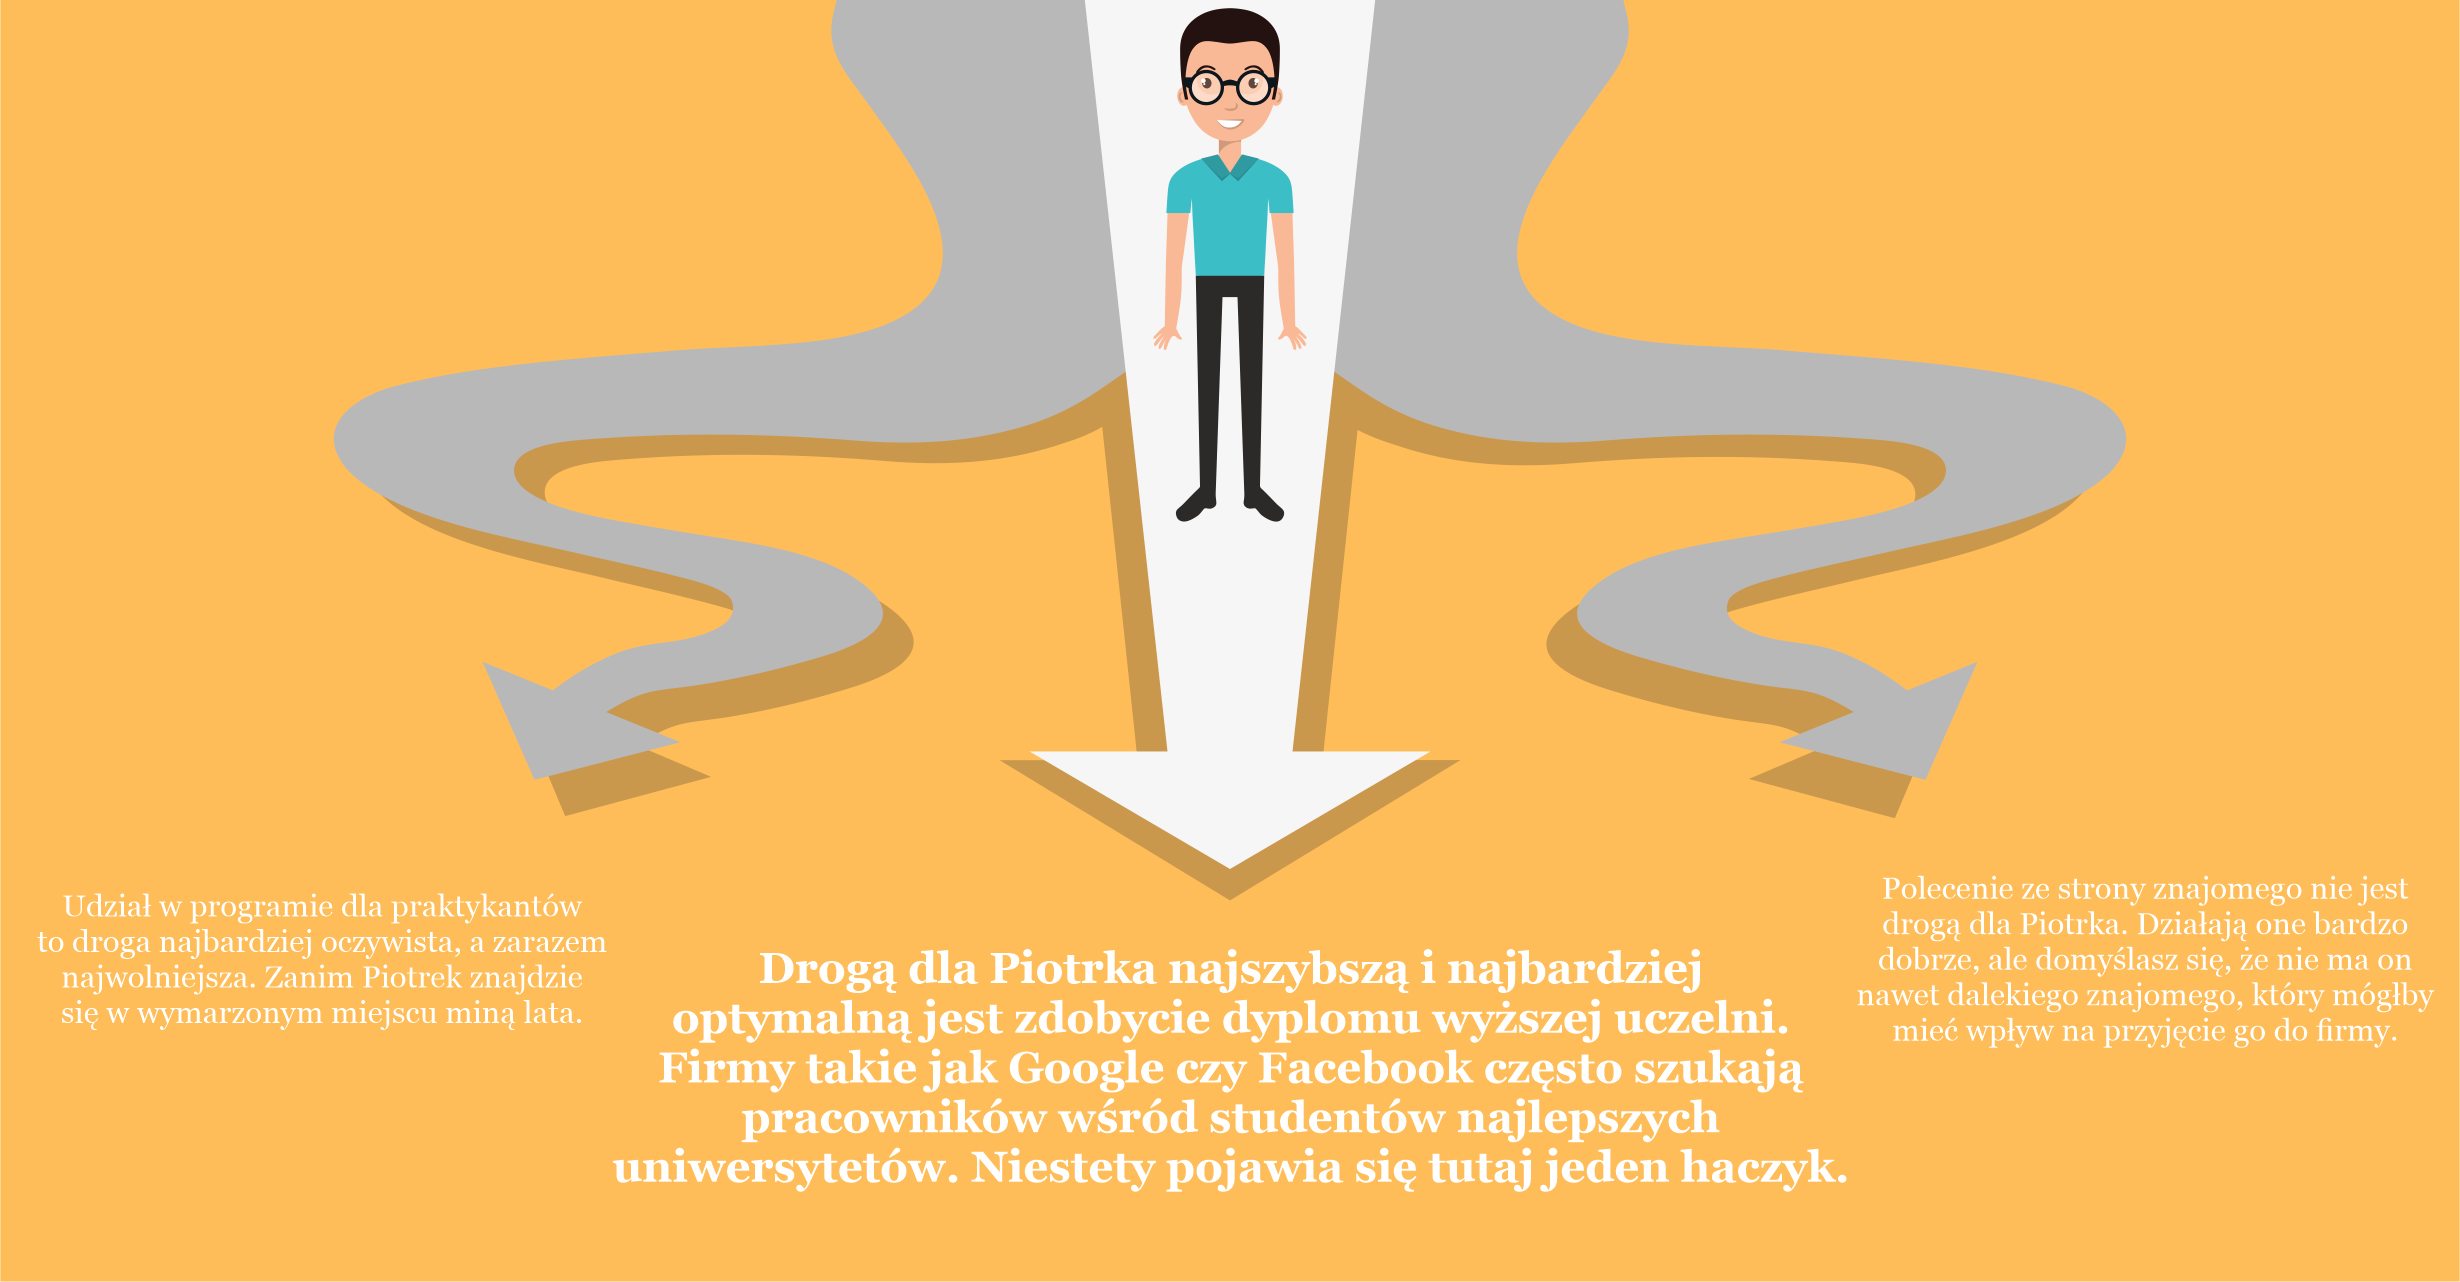 Udział w programie dla praktykantów
to droga najbardziej oczywista, a zarazem
najwolniejsza. Zanim Piotrek znajdzie
się w wymarzonym miejscu miną lata.
Drogą dla Piotrka najszybszą i najbardziej
optymalną jest zdobycie dyplomu wyższej uczelni.
Firmy takie jak Google czy Facebook często szukają
pracowników wśród studentów najlepszych
uniwersytetów. Niestety pojawia się tutaj jeden haczyk.
Polecenie ze strony znajomego nie jest
drogą dla Piotrka. Działają one bardzo
dobrze, ale domyślasz się, że nie ma on
nawet dalekiego znajomego, który mógłby
mieć wpływ na przyjęcie go do firmy.